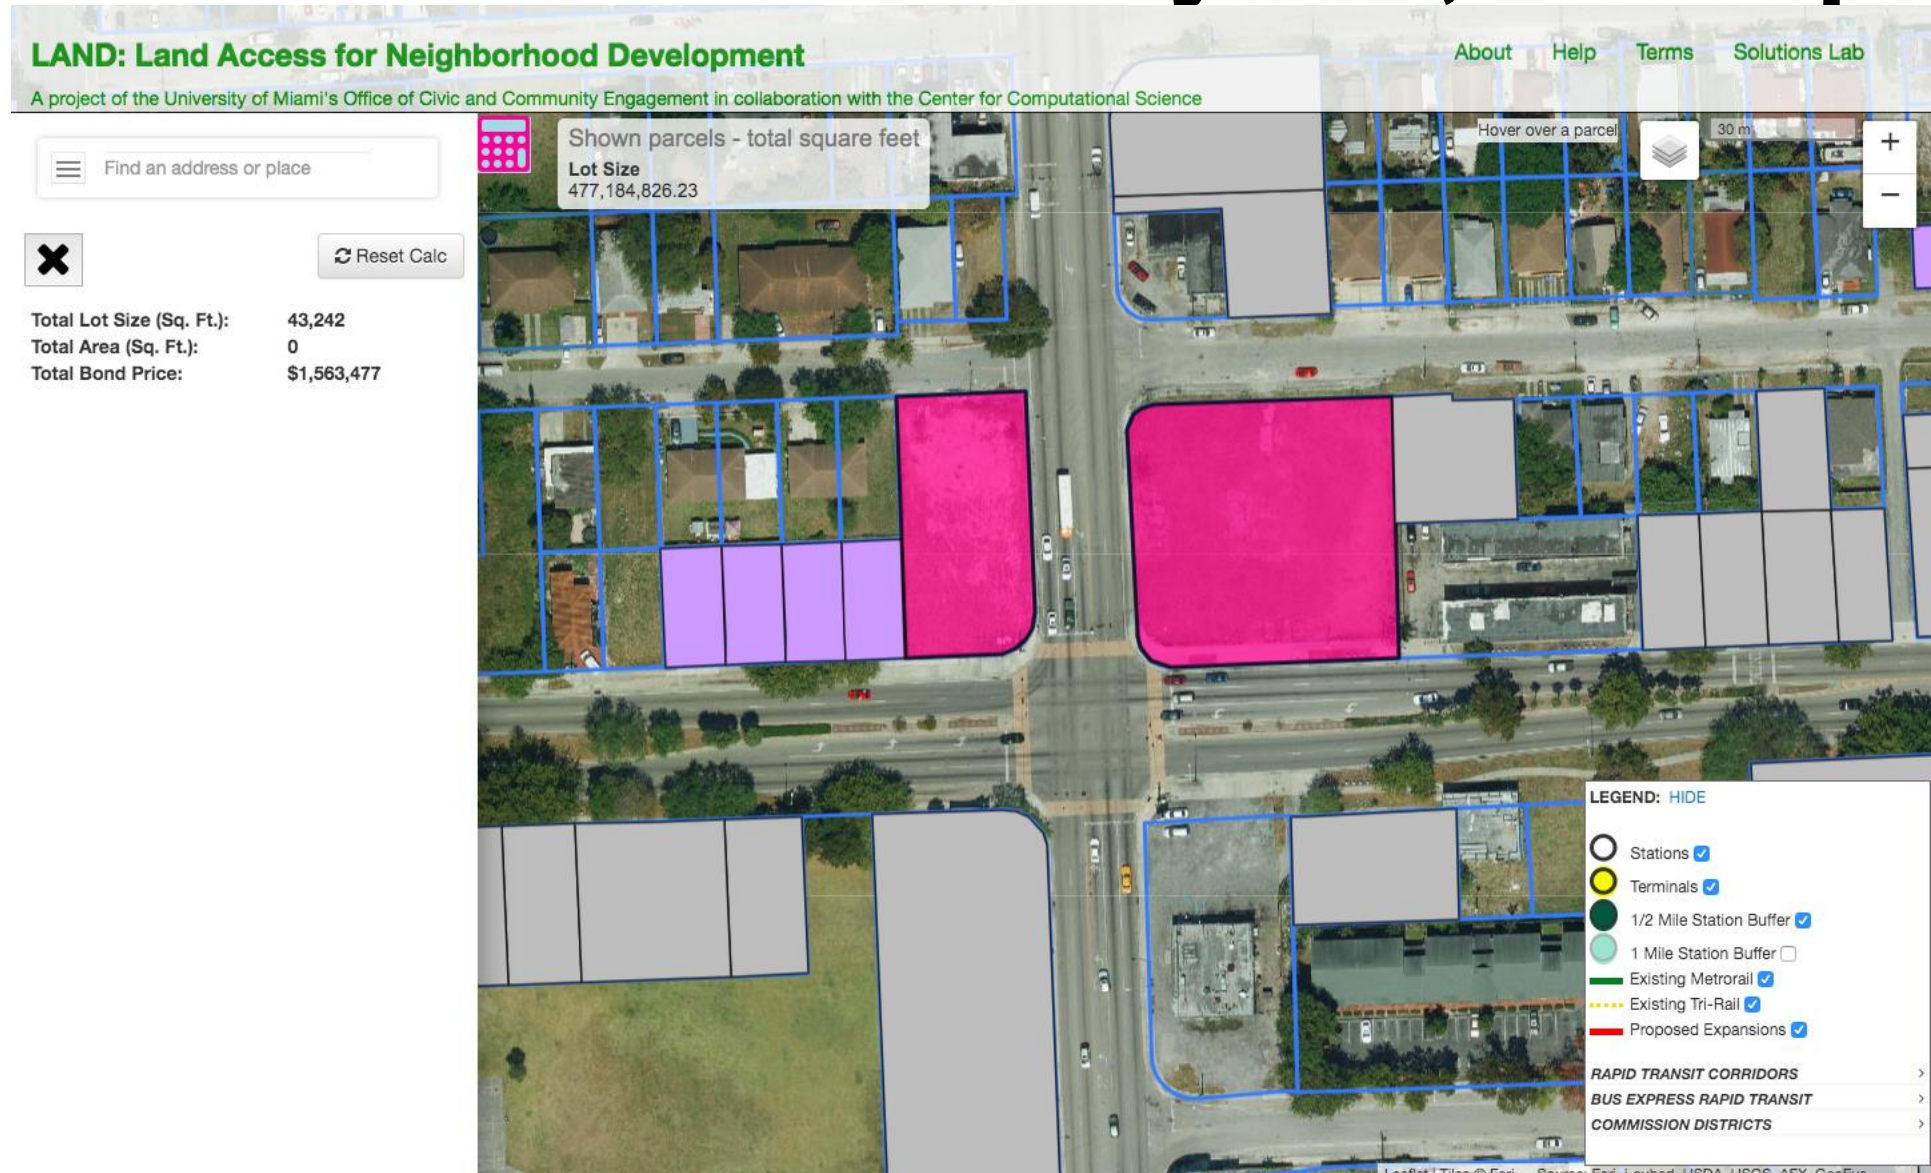 LAND: Land Access for Neighborhood Development
About Help Terms Solutions Lab
A project of the University of Miami's Office of Civic and Community Engagement in collaboration with the Center for Computational Science
Find an address or place
Shown parcels - total square feet
Lot Size
477,184,826.23
Hover over a parcel
30 m
+
−
Reset Calc
Total Lot Size (Sq. Ft.): 43,242
Total Area (Sq. Ft.): 0
Total Bond Price: $1,563,477
LEGEND: HIDE
Stations
Terminals
1/2 Mile Station Buffer
1 Mile Station Buffer
Existing Metrorail
Existing Tri-Rail
Proposed Expansions
RAPID TRANSIT CORRIDORS
BUS EXPRESS RAPID TRANSIT
COMMISSION DISTRICTS